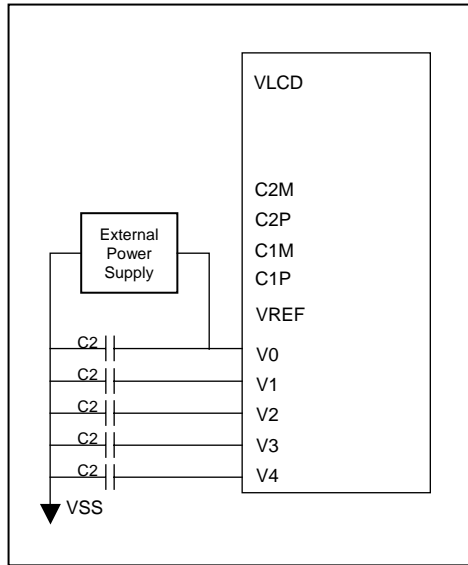 VLCD
C2M
C2P
External
Power
Supply
C1M
C1P
VREF
C2
V0
C2
V1
C2
V2
C2
V3
C2
V4
VSS